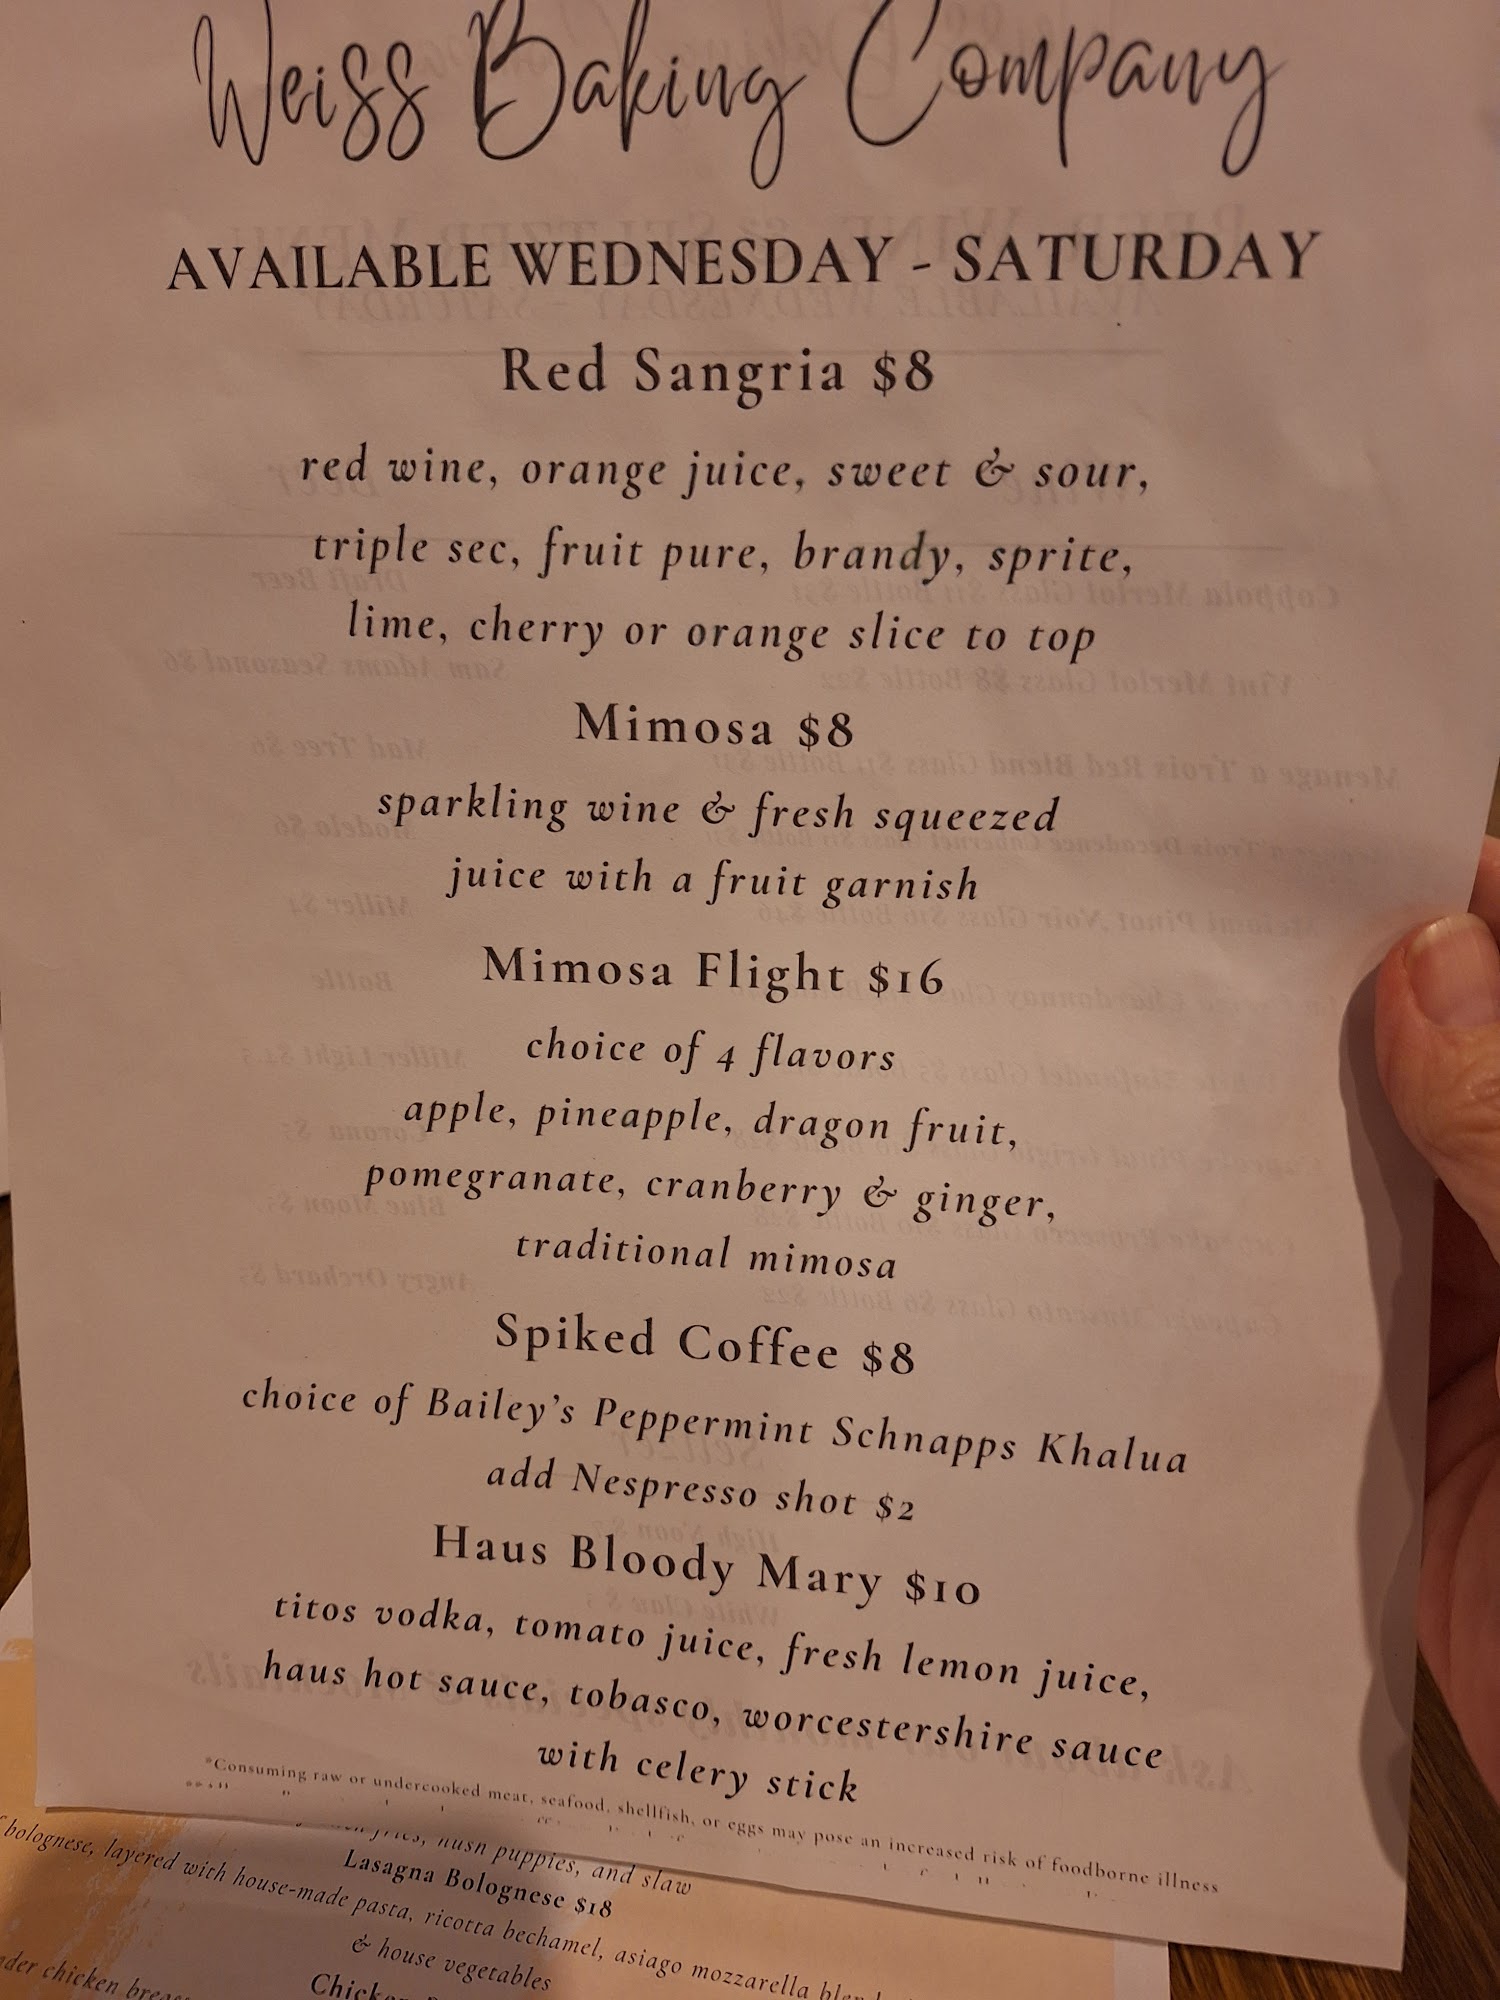 Weiss Baking Company
AVAILABLE WEDNESDAY - SATURDAY
Red Sangria $8
red wine, orange juice, sweet & sour,
triple sec, fruit pure, brandy, sprite,
lime, cherry or orange slice to top
Mimosa $8
sparkling wine & fresh squeezed
juice with a fruit garnish
Mimosa Flight $16
choice of 4 flavors
apple, pineapple, dragon fruit,
pomegranate, cranberry & ginger,
traditional mimosa
Spiked Coffee $8
choice of Bailey's Peppermint Schnapps Khalua
add Nespresso shot $2
Haus Bloody Mary $10
titos vodka, tomato juice, fresh lemon juice,
haus hot sauce, tobasco, worcestershire sauce
with celery stick
*Consuming raw or undercooked meat, seafood, shellfish, or eggs may pose an increased risk of foodborne illness
fries, hush puppies, and slaw
Lasagna Bolognese $18
bolognese, layered with house-made pasta, ricotta bechamel, asiago mozzarella
& house vegetables
chicken